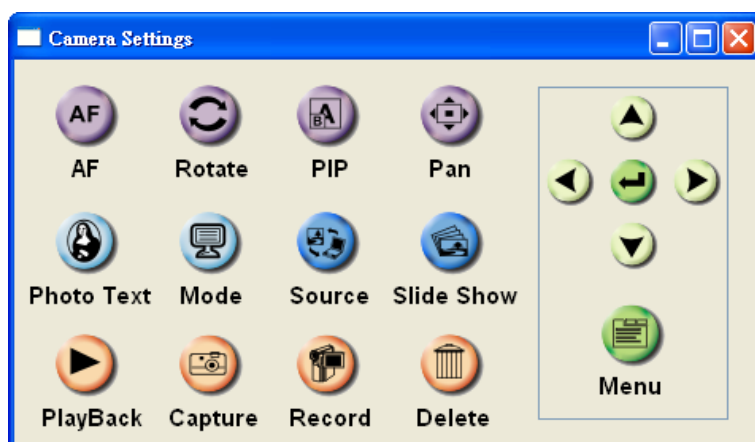 Camera Settings
AF
AF Rotate PIP Pan
Photo Text Mode Source Slide Show
Menu
PlayBack Capture Record Delete